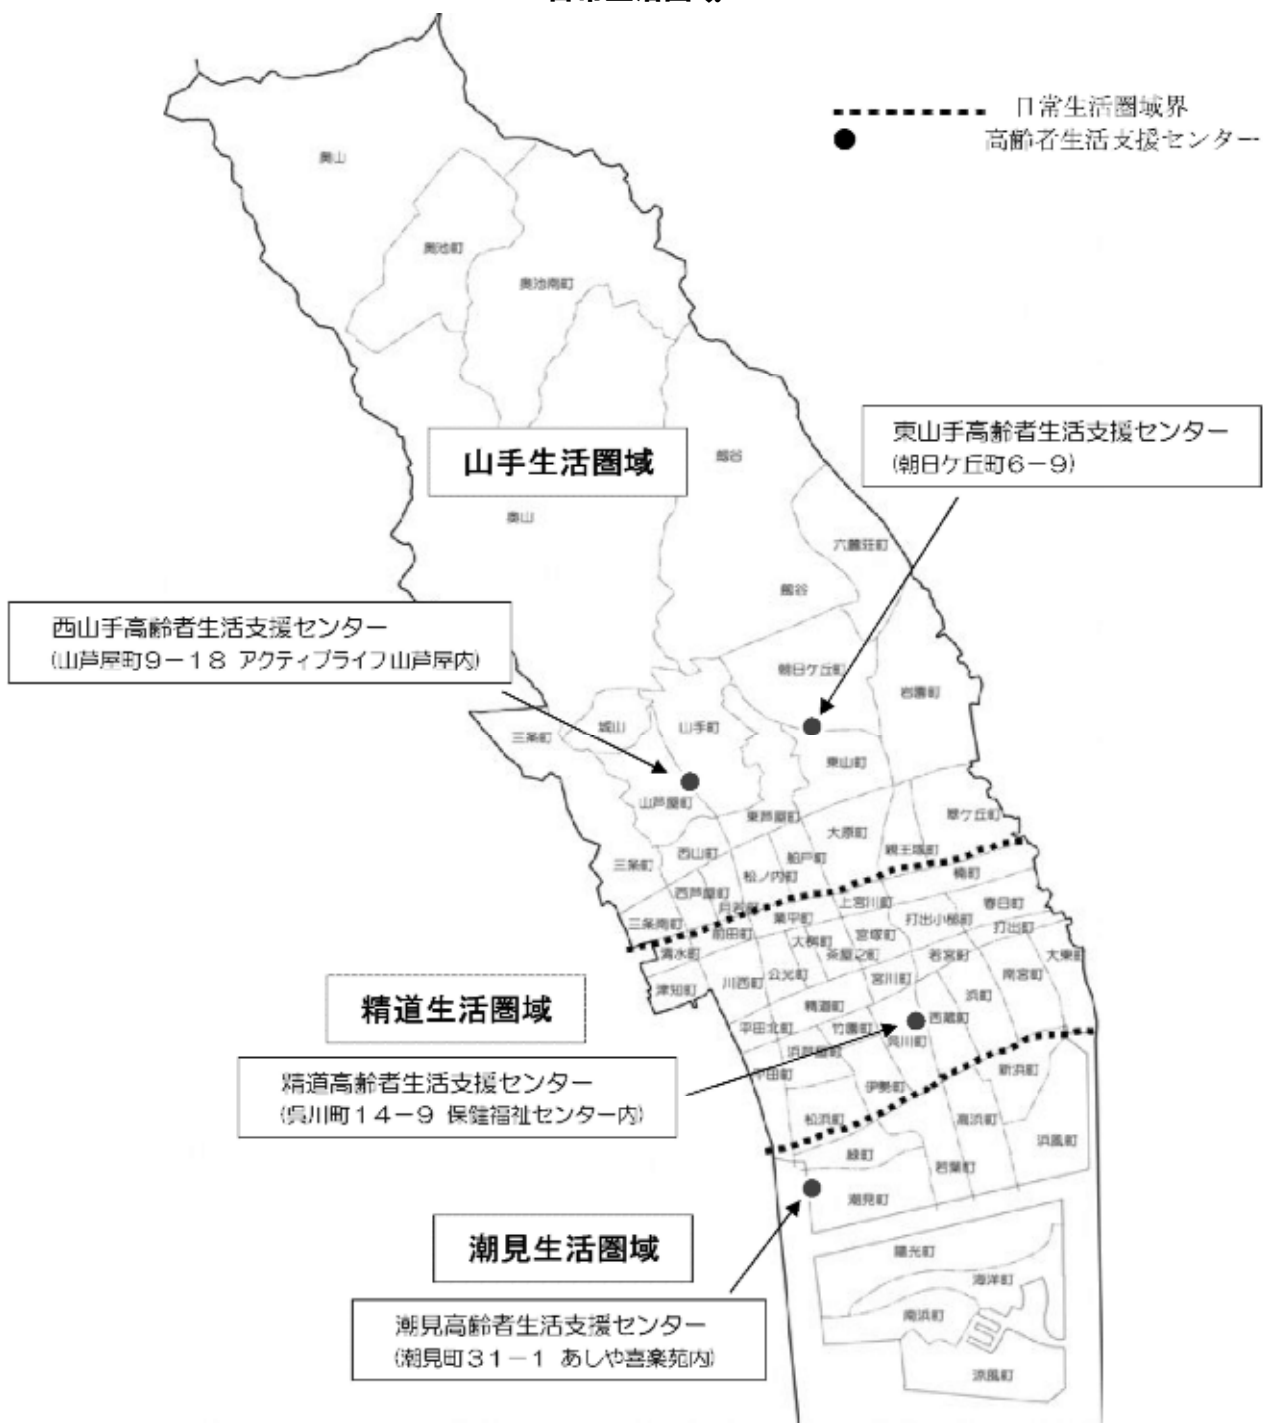 日常生活圏域界
高齢者生活支援センター
奥山
奥池町
奥池南町
東山手高齢者生活支援センター
(朝日ケ丘町6－9)
山手生活圏域
剱谷
奥山
六麓荘町
剱谷
西山手高齢者生活支援センター
(山芦屋町9－18 アクティブライフ山芦屋内)
朝日ケ丘町
岩園町
三条町
城山
山手町
東山町
山芦屋町
東芦屋町
大原町
翠ケ丘町
三条町
西山町
船戸町
親王塚町
松ノ内町
楠町
西芦屋町
月若町
上宮川町
春日町
三条南町
業平町
打出小槌町
前田町
打出町
大桝町
宮塚町
清水町
茶屋之町
若宮町
大東町
公光町
宮川町
南宮町
川西町
津知町
浜町
精道町
精道生活圏域
西蔵町
平田北町
竹園町
呉川町
浜芦屋町
平田町
新浜町
精道高齢者生活支援センター
(呉川町14－9 保健福祉センター内)
伊勢町
松浜町
高浜町
浜風町
緑町
若葉町
潮見町
潮見生活圏域
陽光町
海洋町
南浜町
潮見高齢者生活支援センター
(潮見町31－1 あしや喜楽苑内)
涼風町